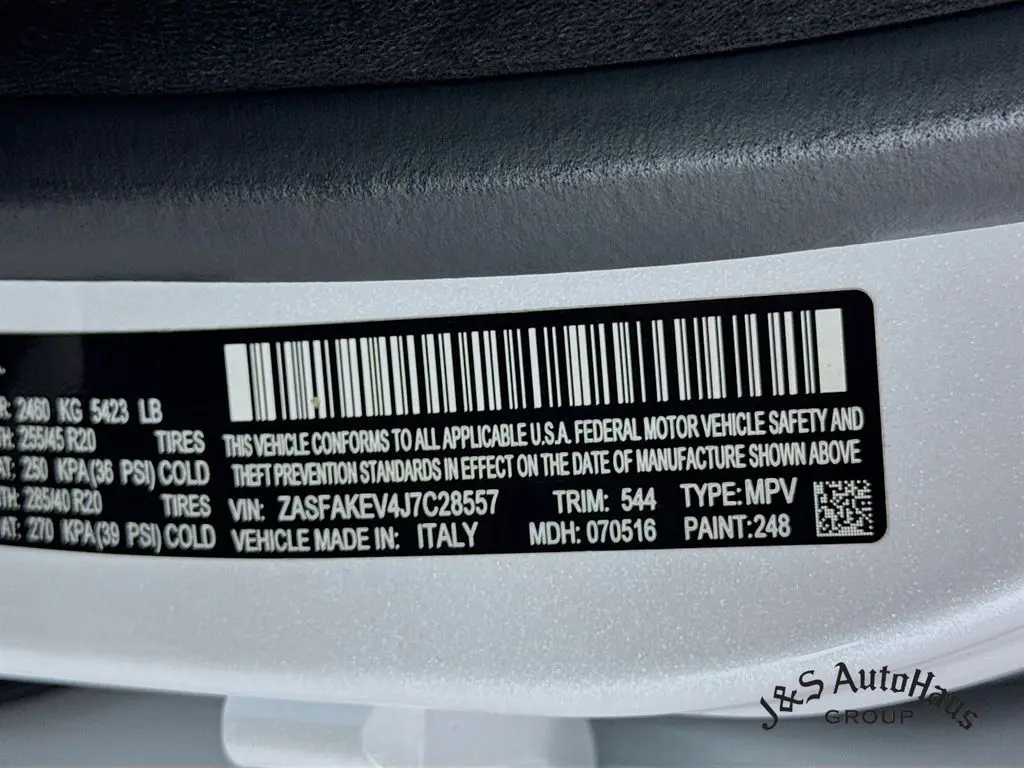 R: 2460 KG 5423 LB
TH: 255/45 R20 TIRES
AT: 250 KPA(36 PSI) COLD
TH: 285/40 R20 TIRES
AT: 270 KPA(39 PSI) COLD
THIS VEHICLE CONFORMS TO ALL APPLICABLE U.S.A. FEDERAL MOTOR VEHICLE SAFETY AND
THEFT PREVENTION STANDARDS IN EFFECT ON THE DATE OF MANUFACTURE SHOWN ABOVE
VIN: ZASFAKEV4J7C28557 TRIM: 544 TYPE: MPV
VEHICLE MADE IN: ITALY MDH: 070516 PAINT: 248
J&S AutoHaus
GROUP